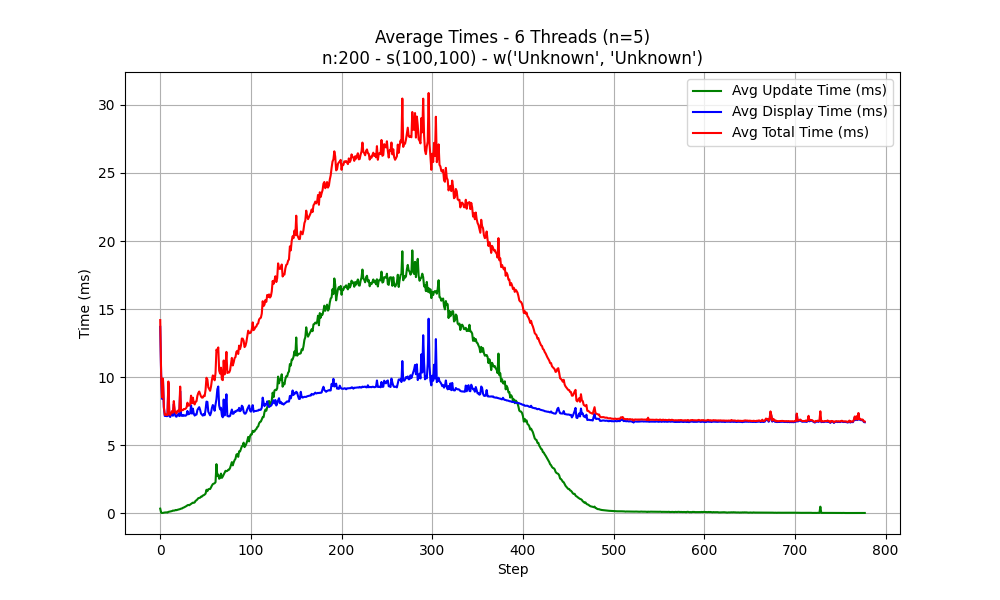 Average Times - 6 Threads (n=5)
n:200 - s(100,100) - w('Unknown', 'Unknown')
Avg Update Time (ms)
Avg Display Time (ms)
Avg Total Time (ms)
Time (ms)
30
25
20
15
10
5
0
0 100 200 300 400 500 600 700 800
Step